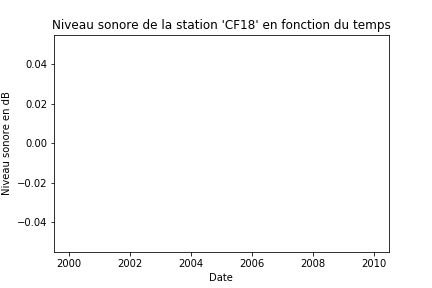 Niveau sonore de la station 'CF18' en fonction du temps
Niveau sonore en dB
0.04
0.02
0.00
−0.02
−0.04
2000 2002 2004 2006 2008 2010
Date